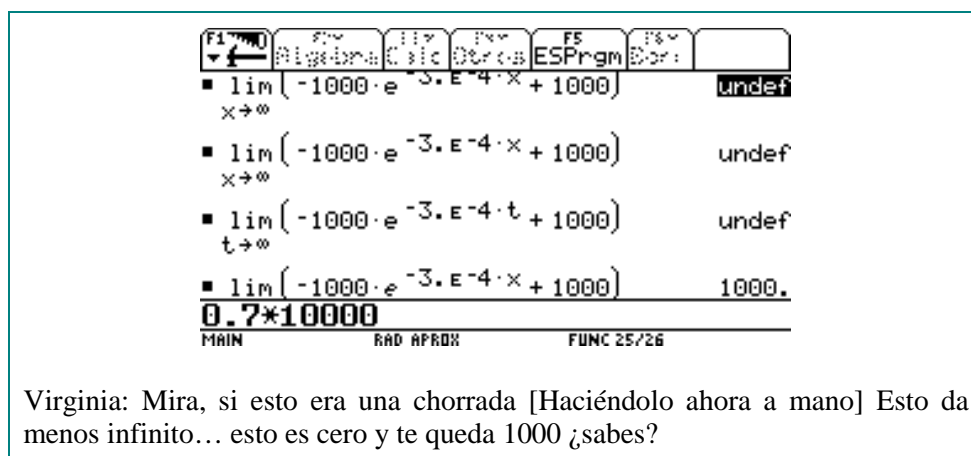 F1 F5
ESPrgm
▪ lim(-1000·e^-3.ᴇ-4·x + 1000) undef
x→∞
▪ lim(-1000·e^-3.ᴇ-4·x + 1000) undef
x→∞
▪ lim(-1000·e^-3.ᴇ-4·t + 1000) undef
t→∞
▪ lim(-1000·e^-3.ᴇ-4·x + 1000) 1000.
0.7*10000
MAIN RAD APROX FUNC 25/26
Virginia: Mira, si esto era una chorrada [Haciéndolo ahora a mano] Esto da
menos infinito… esto es cero y te queda 1000 ¿sabes?